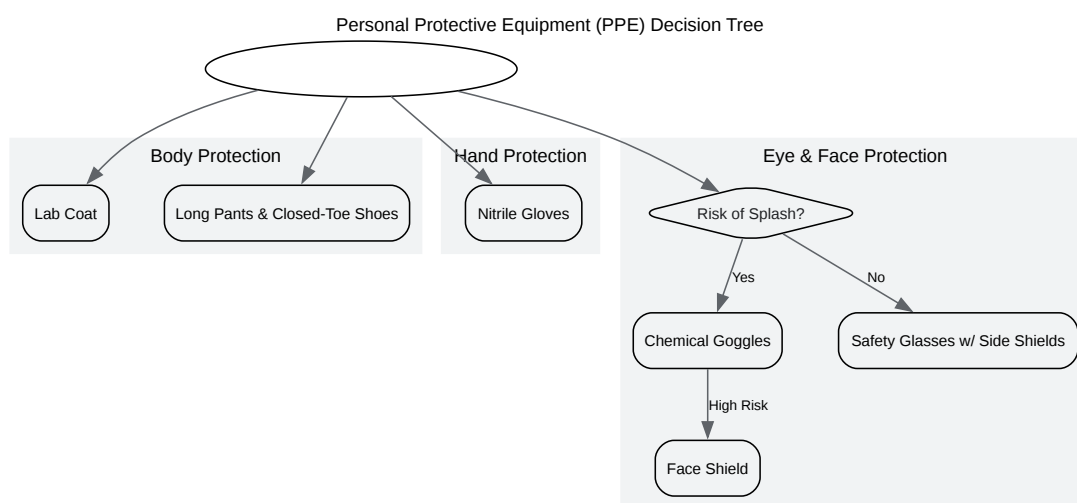 Personal Protective Equipment (PPE) Decision Tree
Body Protection
Hand Protection
Eye & Face Protection
Lab Coat
Long Pants & Closed-Toe Shoes
Nitrile Gloves
Risk of Splash?
Yes
No
Chemical Goggles
Safety Glasses w/ Side Shields
High Risk
Face Shield